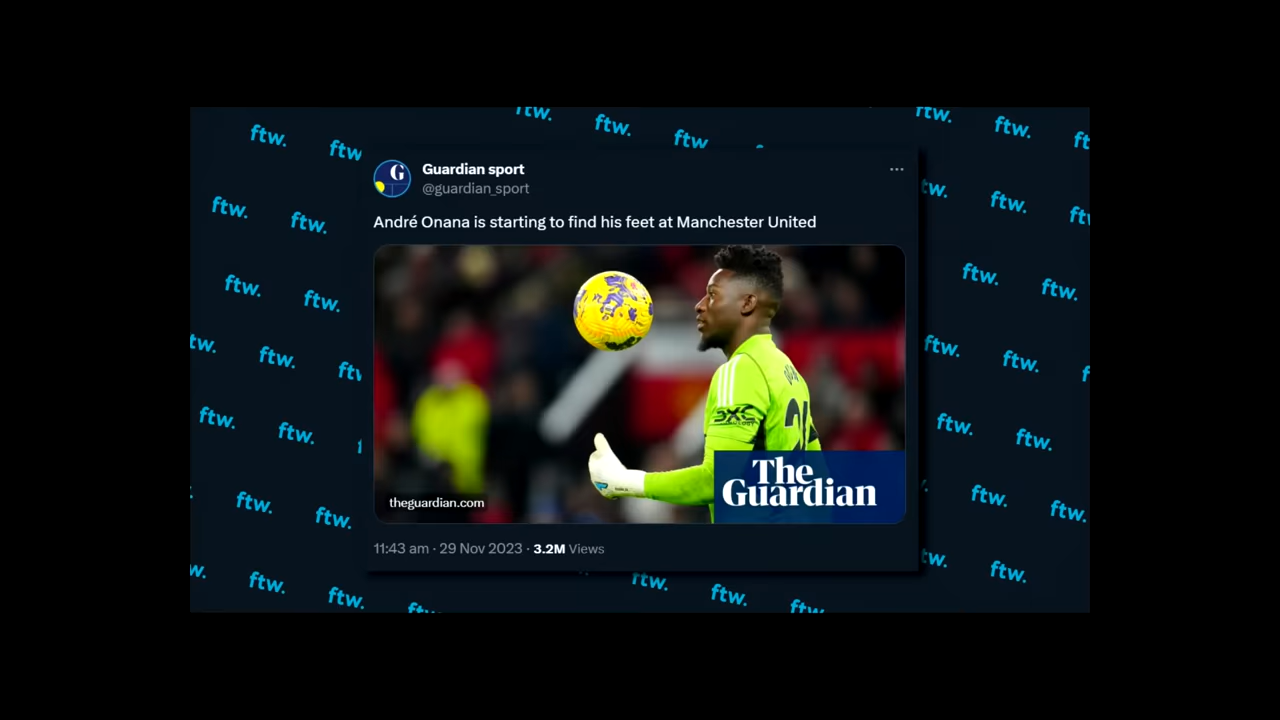 ftw.
Guardian sport
@guardian_sport
...
André Onana is starting to find his feet at Manchester United
theguardian.com
The
Guardian
11:43 am · 29 Nov 2023 · 3.2M Views